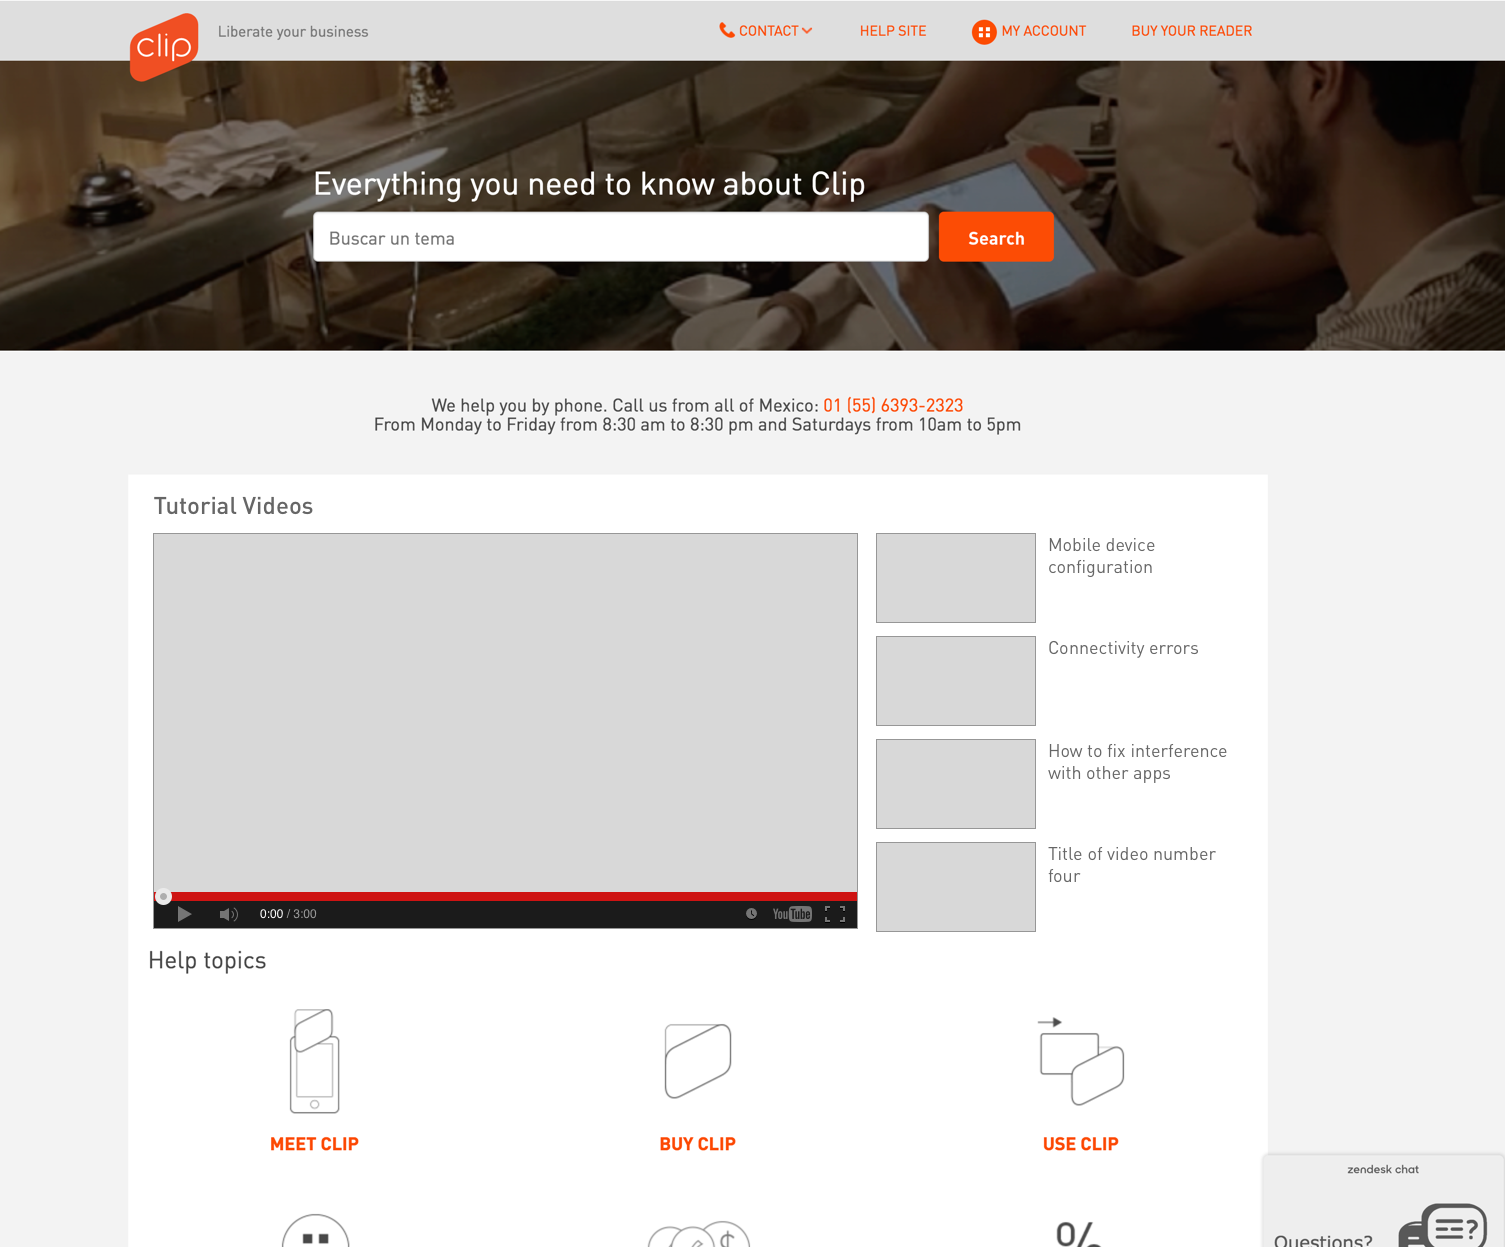 clip
Liberate your business
CONTACT
HELP SITE
MY ACCOUNT
BUY YOUR READER
Everything you need to know about Clip
Buscar un tema
Search
We help you by phone. Call us from all of Mexico: 01 (55) 6393-2323
From Monday to Friday from 8:30 am to 8:30 pm and Saturdays from 10am to 5pm
Tutorial Videos
Mobile device
configuration
Connectivity errors
How to fix interference
with other apps
Title of video number
four
0:00 / 3:00
YouTube
Help topics
MEET CLIP
BUY CLIP
USE CLIP
%
zendesk chat
Questions?